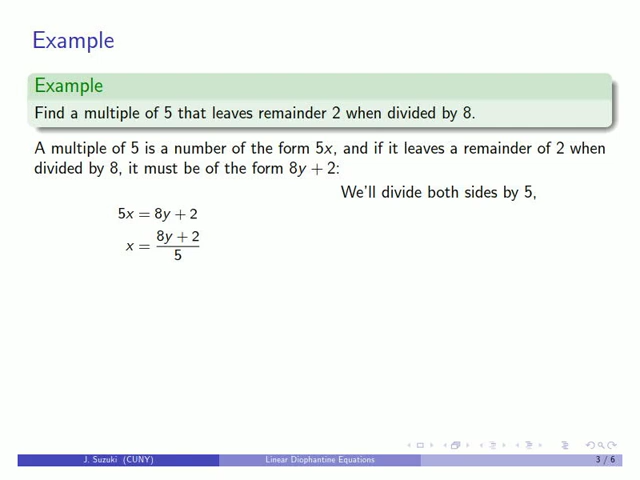 Example
Example
Find a multiple of 5 that leaves remainder 2 when divided by 8.
A multiple of 5 is a number of the form 5x, and if it leaves a remainder of 2 when
divided by 8, it must be of the form 8y + 2:
We'll divide both sides by 5,
5x = 8y + 2
x = \frac{8y + 2}{5}
J. Suzuki (CUNY) Linear Diophantine Equations 3 / 6